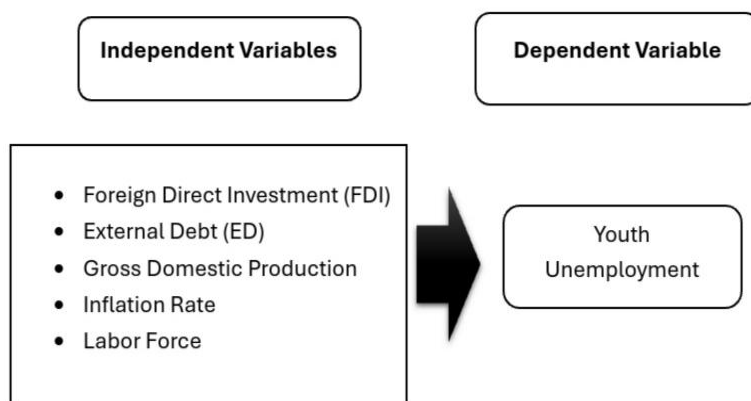 Independent Variables
Dependent Variable
• Foreign Direct Investment (FDI)
• External Debt (ED)
• Gross Domestic Production
• Inflation Rate
• Labor Force
Youth
Unemployment